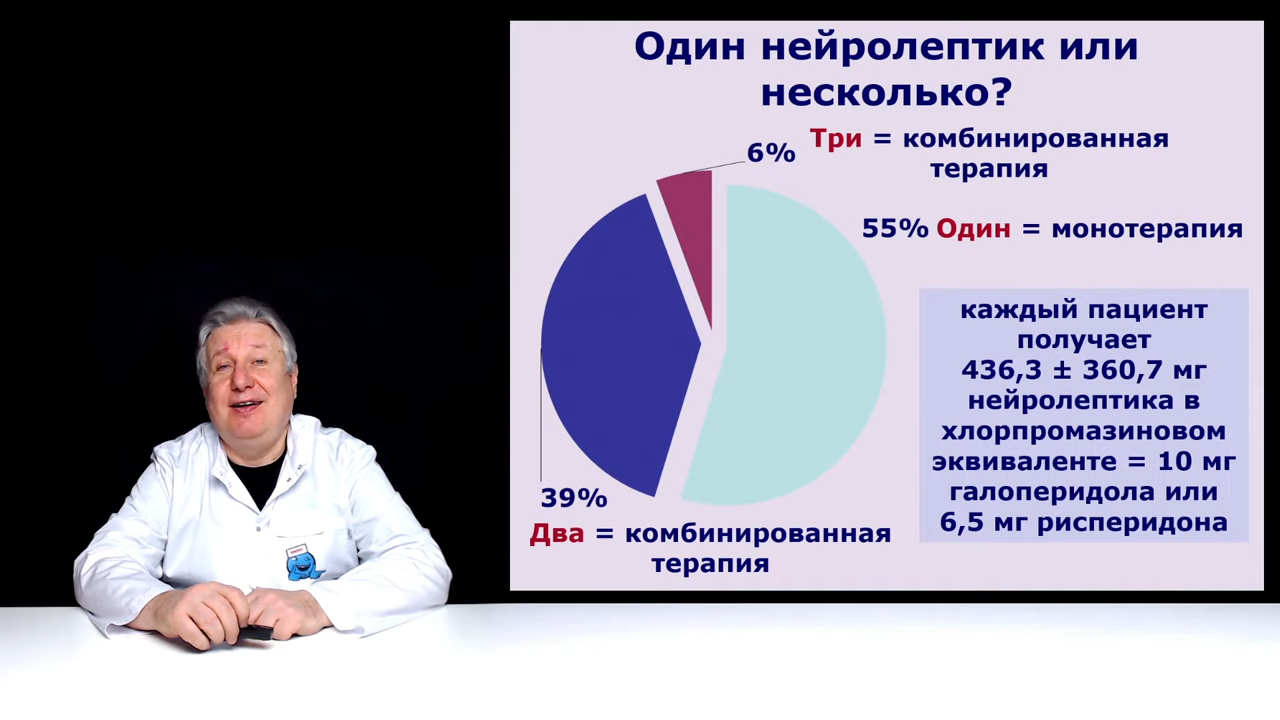 Один нейролептик или
несколько?
6%
Три = комбинированная
терапия
55% Один = монотерапия
каждый пациент
получает
436,3 ± 360,7 мг
нейролептика в
хлорпромазиновом
эквиваленте = 10 мг
галоперидола или
6,5 мг рисперидона
39%
Два = комбинированная
терапия